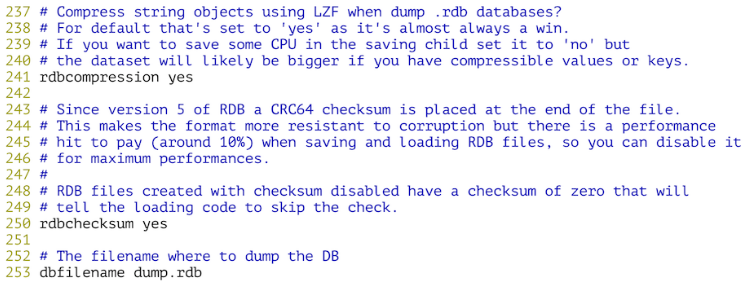 237 # Compress string objects using LZF when dump .rdb databases?
238 # For default that's set to 'yes' as it's almost always a win.
239 # If you want to save some CPU in the saving child set it to 'no' but
240 # the dataset will likely be bigger if you have compressible values or keys.
241 rdbcompression yes
242
243 # Since version 5 of RDB a CRC64 checksum is placed at the end of the file.
244 # This makes the format more resistant to corruption but there is a performance
245 # hit to pay (around 10%) when saving and loading RDB files, so you can disable it
246 # for maximum performances.
247 #
248 # RDB files created with checksum disabled have a checksum of zero that will
249 # tell the loading code to skip the check.
250 rdbchecksum yes
251
252 # The filename where to dump the DB
253 dbfilename dump.rdb